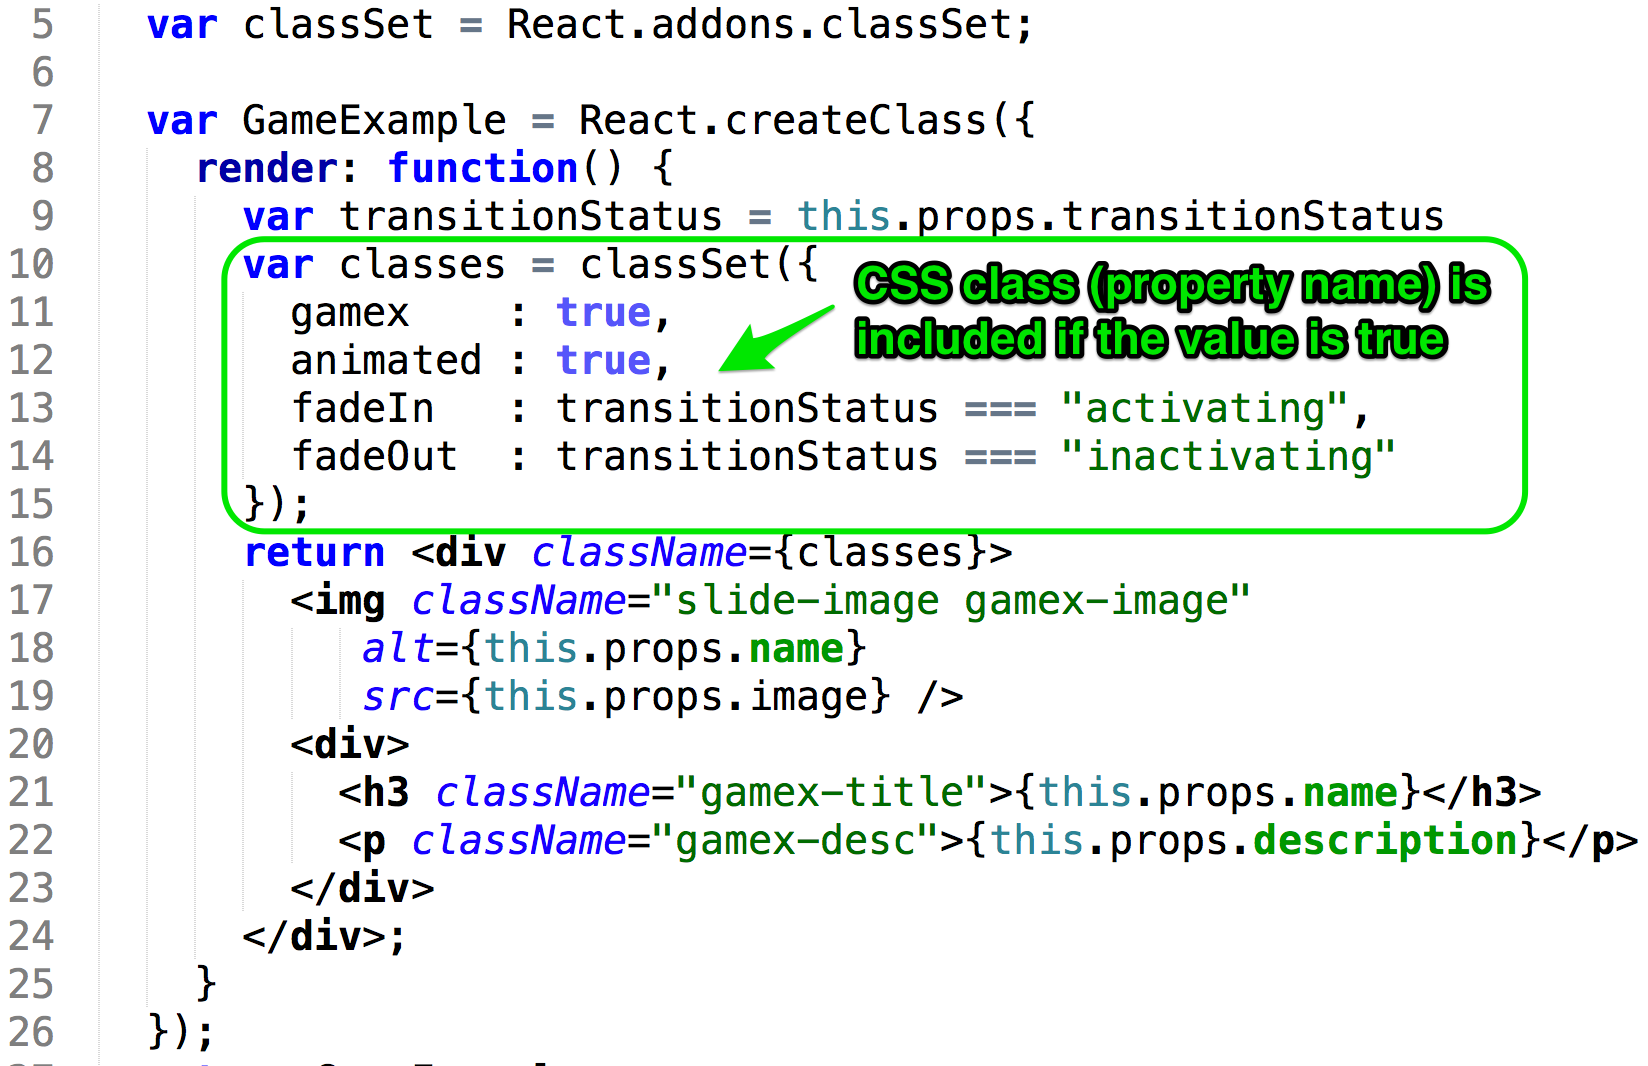 5 var classSet = React.addons.classSet;
6
7 var GameExample = React.createClass({
8 render: function() {
9 var transitionStatus = this.props.transitionStatus
10 var classes = classSet({
CSS class (property name) is
included if the value is true
11 gamex : true,
12 animated : true,
13 fadeIn : transitionStatus === "activating",
14 fadeOut : transitionStatus === "inactivating"
15 });
16 return <div className={classes}>
17 <img className="slide-image gamex-image"
18 alt={this.props.name}
19 src={this.props.image} />
20 <div>
21 <h3 className="gamex-title">{this.props.name}</h3>
22 <p className="gamex-desc">{this.props.description}</p>
23 </div>
24 </div>;
25 }
26 });